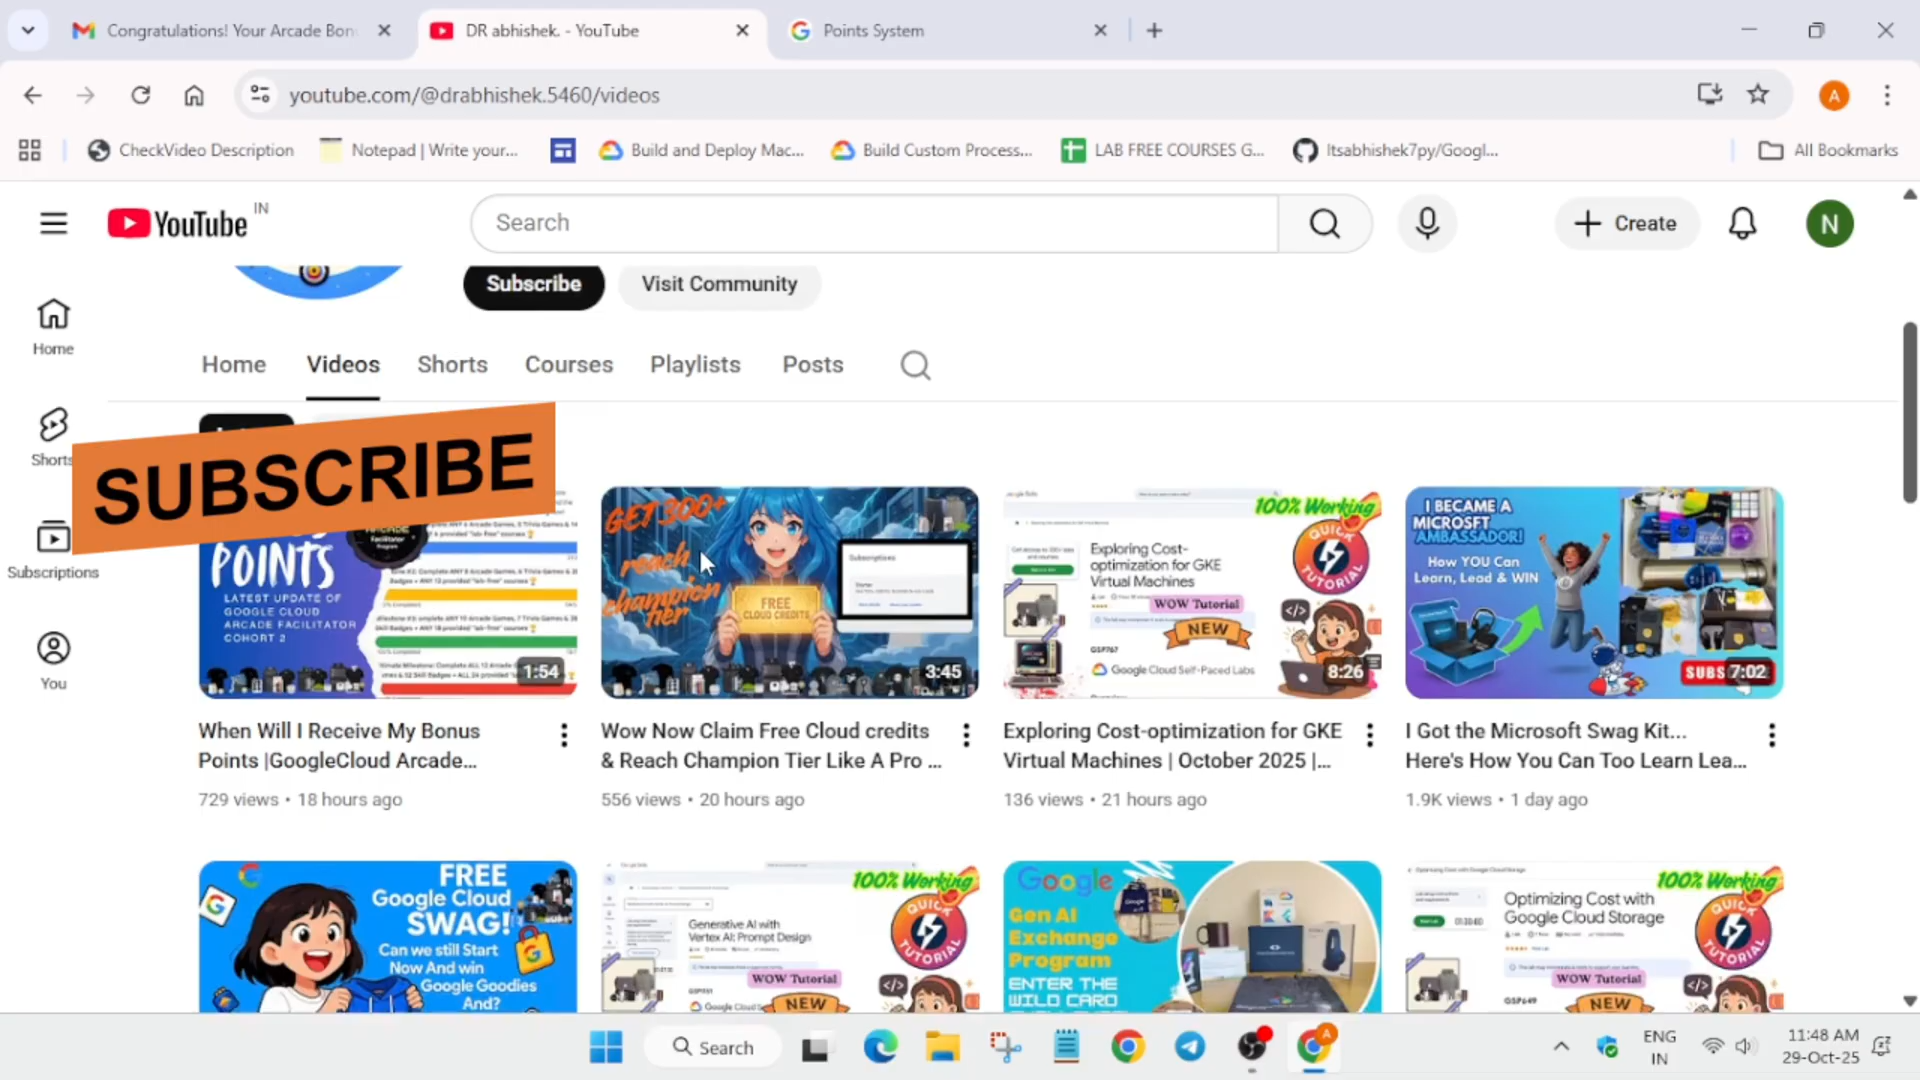 Congratulations! Your Arcade Bon
DR abhishek. - YouTube
Points System
youtube.com/@drabhishek.5460/videos
A
CheckVideo Description
Notepad | Write your...
Build and Deploy Mac...
Build Custom Process...
LAB FREE COURSES G...
Itsabhishek7py/Googl...
All Bookmarks
YouTube
IN
Search
Create
N
Subscribe
Visit Community
Home
Shorts
Subscriptions
You
Home
Videos
Shorts
Courses
Playlists
Posts
SUBSCRIBE
POINTS
LATEST UPDATE OF
GOOGLE CLOUD
ARCADE FACILITATOR
COHORT 2
1:54
GET 300+
reach
champion
tier
FREE
CLOUD CREDITS
Subscriptions
3:45
100% Working
Exploring Cost-
optimization for GKE
Virtual Machines
QUICK
TUTORIAL
WOW Tutorial
NEW
GSP767
Google Cloud Self-Paced Labs
8:26
I BECAME A
MICROSFT
AMBASSADOR!
HOW YOU CAN
LEARN, LEAD & WIN
SUBS
7:02
When Will I Receive My Bonus
Points |GoogleCloud Arcade...
729 views • 18 hours ago
Wow Now Claim Free Cloud credits
& Reach Champion Tier Like A Pro ...
556 views • 20 hours ago
Exploring Cost-optimization for GKE
Virtual Machines | October 2025 |...
136 views • 21 hours ago
I Got the Microsoft Swag Kit...
Here's How You Can Too Learn Lea...
1.9K views • 1 day ago
FREE
Google Cloud
SWAG!
Can we still Start
Now And win
Google Goodies
And?
100% Working
Generative AI with
Vertex AI: Prompt Design
QUICK
TUTORIAL
WOW Tutorial
NEW
Google
Gen AI
Exchange
Program
ENTER THE
WILD CARD
100% Working
Optimizing Cost with
Google Cloud Storage
QUICK
TUTORIAL
WOW Tutorial
NEW
GSP649
Search
A
ENG
IN
11:48 AM
29-Oct-25